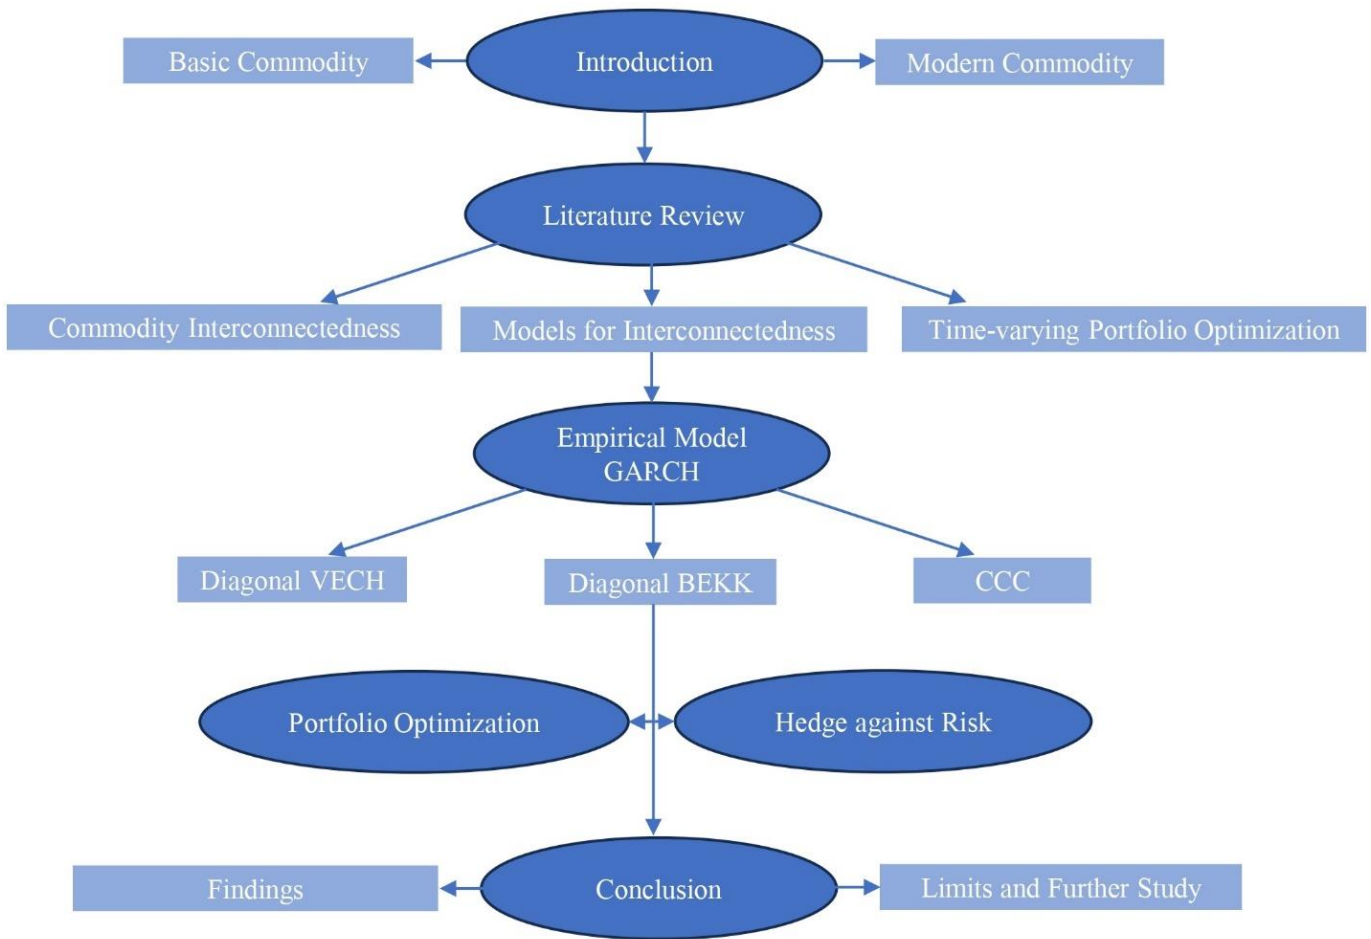 Introduction
Basic Commodity
Modern Commodity
Literature Review
Commodity Interconnectedness
Models for Interconnectedness
Time-varying Portfolio Optimization
Empirical Model
GARCH
Diagonal VECH
Diagonal BEKK
CCC
Portfolio Optimization
Hedge against Risk
Conclusion
Findings
Limits and Further Study